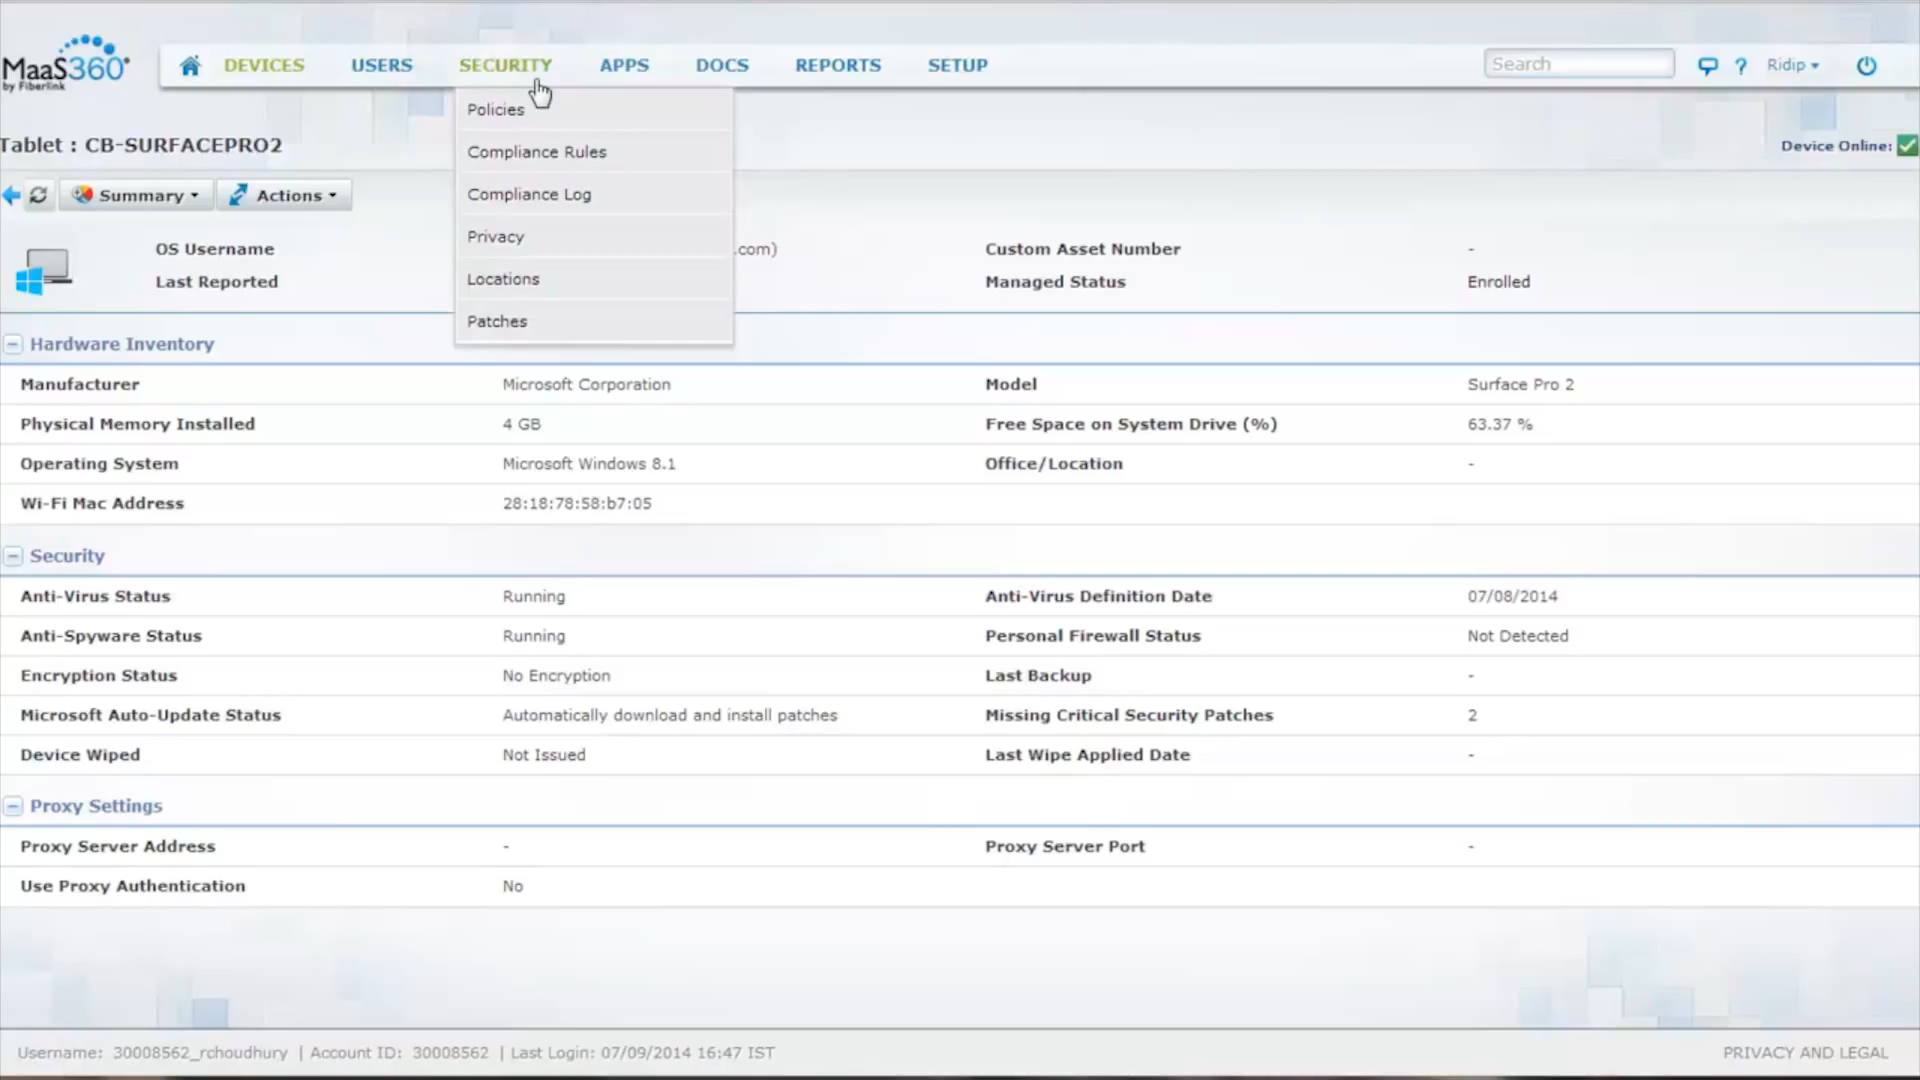 MaaS360
by Fiberlink
DEVICES USERS SECURITY APPS DOCS REPORTS SETUP Search ? Ridip
Policies
Tablet : CB-SURFACEPRO2 Compliance Rules Device Online:
Summary Actions Compliance Log
Privacy
OS Username .com) Custom Asset Number -
Last Reported Locations Managed Status Enrolled
Patches
Hardware Inventory
Manufacturer Microsoft Corporation Model Surface Pro 2
Physical Memory Installed 4 GB Free Space on System Drive (%) 63.37 %
Operating System Microsoft Windows 8.1 Office/Location -
Wi-Fi Mac Address 28:18:78:58:b7:05
Security
Anti-Virus Status Running Anti-Virus Definition Date 07/08/2014
Anti-Spyware Status Running Personal Firewall Status Not Detected
Encryption Status No Encryption Last Backup -
Microsoft Auto-Update Status Automatically download and install patches Missing Critical Security Patches 2
Device Wiped Not Issued Last Wipe Applied Date -
Proxy Settings
Proxy Server Address - Proxy Server Port -
Use Proxy Authentication No
Username: 30008562_rchoudhury | Account ID: 30008562 | Last Login: 07/09/2014 16:47 IST PRIVACY AND LEGAL